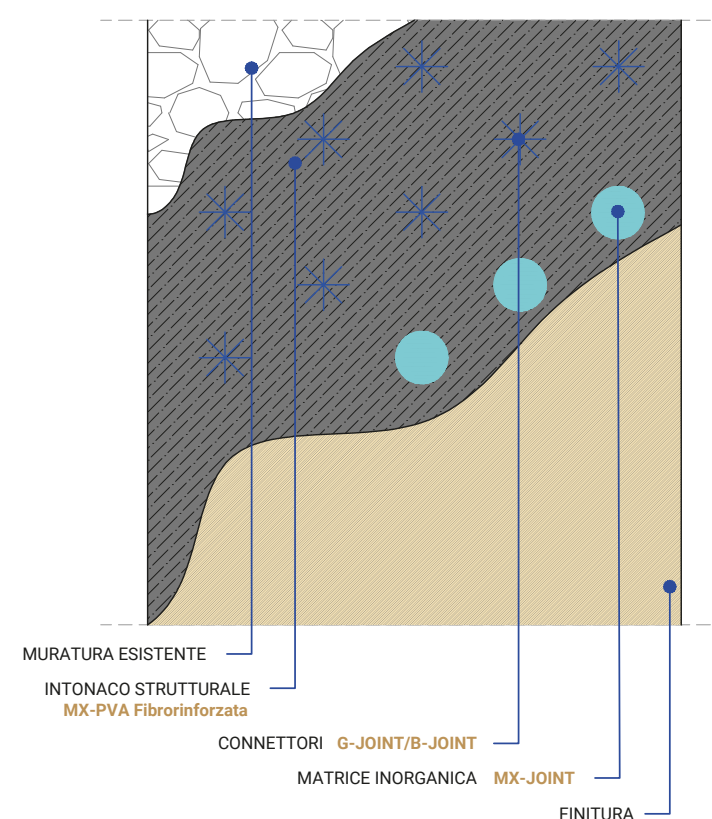 MURATURA ESISTENTE
INTONACO STRUTTURALE
MX-PVA Fibrorinforzata
CONNETTORI G-JOINT/B-JOINT
MATRICE INORGANICA MX-JOINT
FINITURA